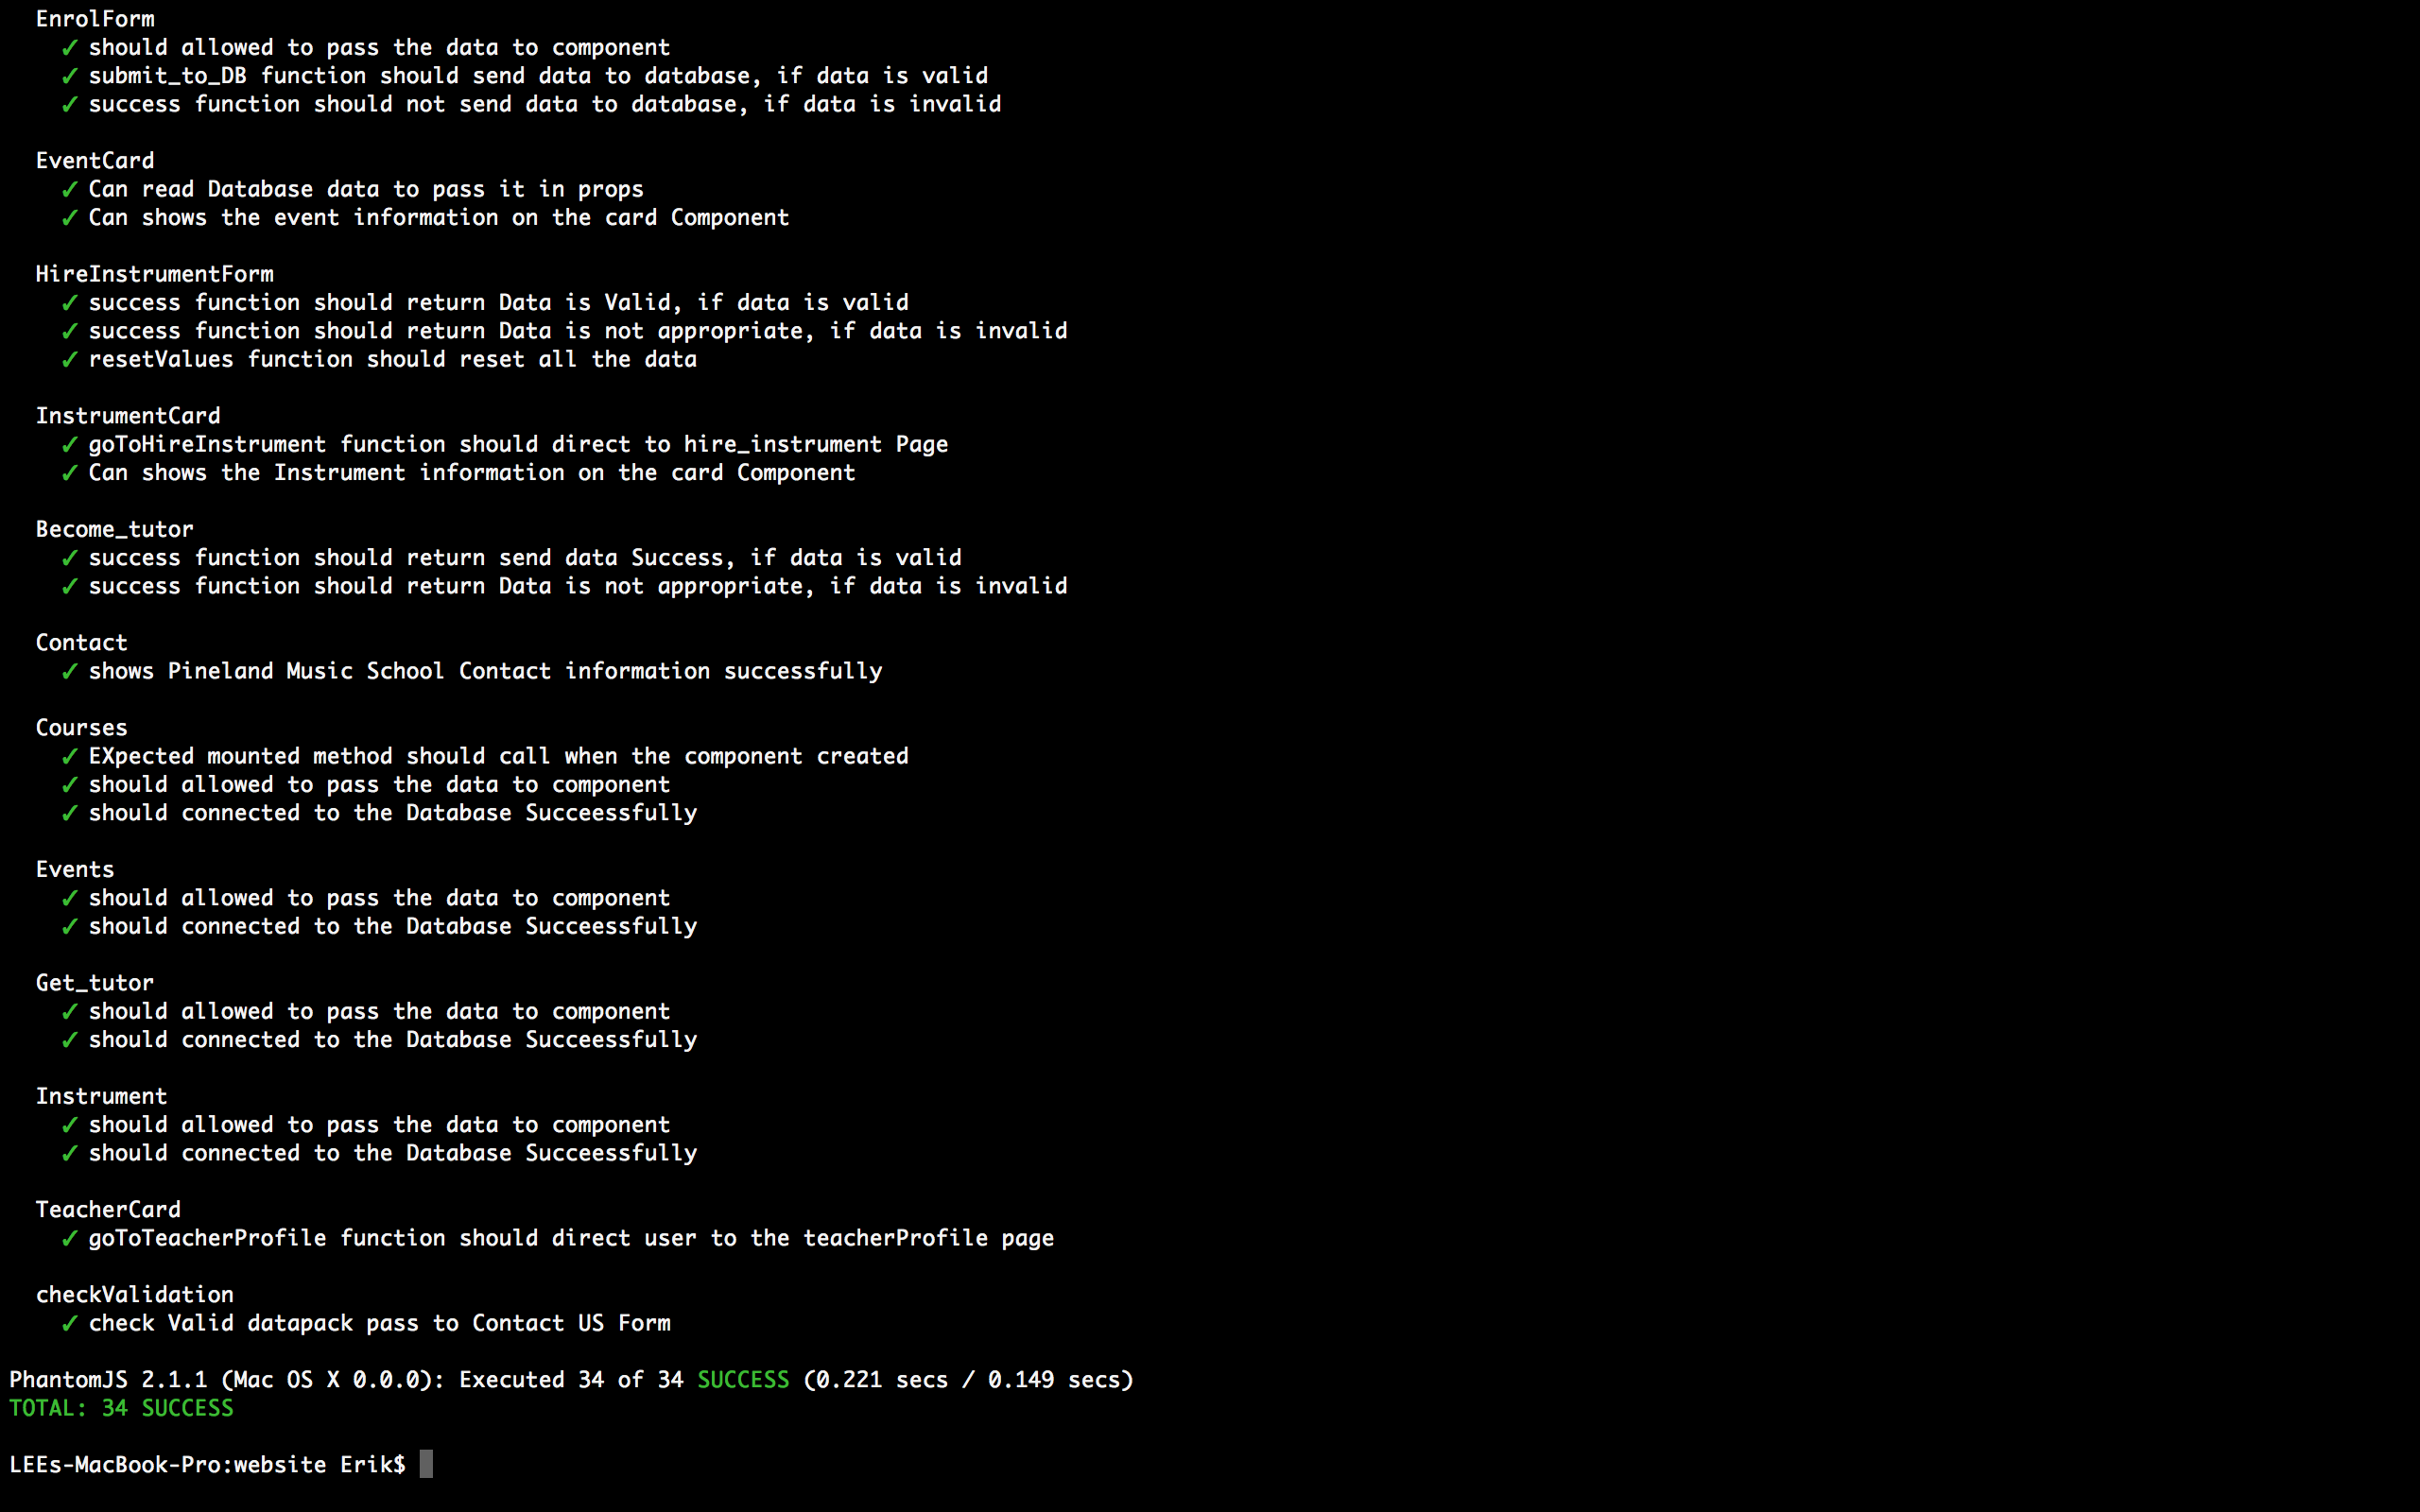 EnrolForm
✓ should allowed to pass the data to component
✓ submit_to_DB function should send data to database, if data is valid
✓ success function should not send data to database, if data is invalid
EventCard
✓ Can read Database data to pass it in props
✓ Can shows the event information on the card Component
HireInstrumentForm
✓ success function should return Data is Valid, if data is valid
✓ success function should return Data is not appropriate, if data is invalid
✓ resetValues function should reset all the data
InstrumentCard
✓ goToHireInstrument function should direct to hire_instrument Page
✓ Can shows the Instrument information on the card Component
Become_tutor
✓ success function should return send data Success, if data is valid
✓ success function should return Data is not appropriate, if data is invalid
Contact
✓ shows Pineland Music School Contact information successfully
Courses
✓ EXpected mounted method should call when the component created
✓ should allowed to pass the data to component
✓ should connected to the Database Succeessfully
Events
✓ should allowed to pass the data to component
✓ should connected to the Database Succeessfully
Get_tutor
✓ should allowed to pass the data to component
✓ should connected to the Database Succeessfully
Instrument
✓ should allowed to pass the data to component
✓ should connected to the Database Succeessfully
TeacherCard
✓ goToTeacherProfile function should direct user to the teacherProfile page
checkValidation
✓ check Valid datapack pass to Contact US Form
PhantomJS 2.1.1 (Mac OS X 0.0.0): Executed 34 of 34 SUCCESS (0.221 secs / 0.149 secs)
TOTAL: 34 SUCCESS
LEEs-MacBook-Pro:website Erik$